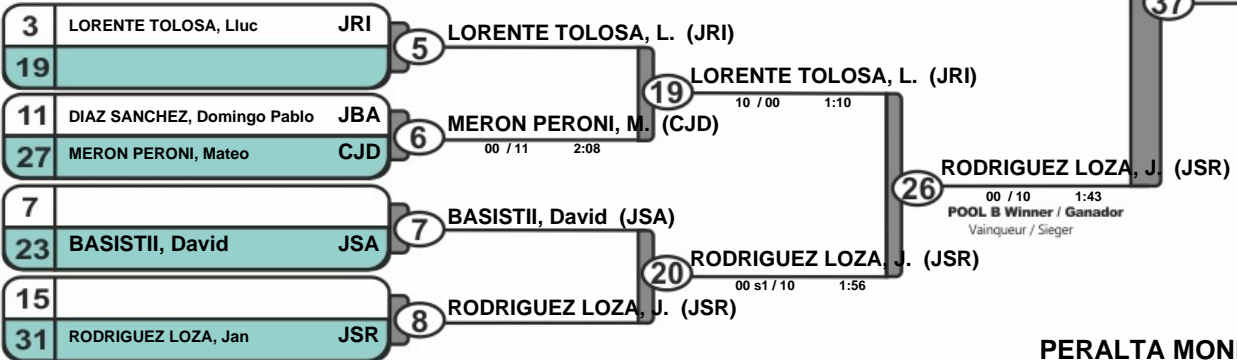 3 LORENTE TOLOSA, Lluc JRI
19
5 LORENTE TOLOSA, L. (JRI)
11 DIAZ SANCHEZ, Domingo Pablo JBA
27 MERON PERONI, Mateo CJD
6 MERON PERONI, M. (CJD)
00 / 11 2:08
19 LORENTE TOLOSA, L. (JRI)
10 / 00 1:10
7
23 BASISTII, David JSA
7 BASISTII, David (JSA)
15
31 RODRIGUEZ LOZA, Jan JSR
8 RODRIGUEZ LOZA, J. (JSR)
20 RODRIGUEZ LOZA, J. (JSR)
00 s1 / 10 1:56
26 RODRIGUEZ LOZA, J. (JSR)
00 / 10 1:43
POOL B Winner / Ganador
Vainqueur / Sieger
37
PERALTA